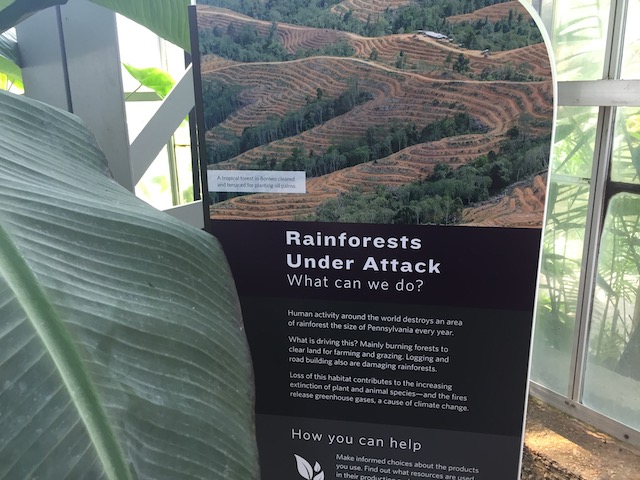 A tropical forest in Borneo cleared
and terraced for planting oil palms.
Rainforests
Under Attack
What can we do?
Human activity around the world destroys an area
of rainforest the size of Pennsylvania every year.
What is driving this? Mainly burning forests to
clear land for farming and grazing. Logging and
road building also are damaging rainforests.
Loss of this habitat contributes to the increasing
extinction of plant and animal species—and the fires
release greenhouse gases, a cause of climate change.
How you can help
Make informed choices about the products
you use. Find out what resources are used
in their production